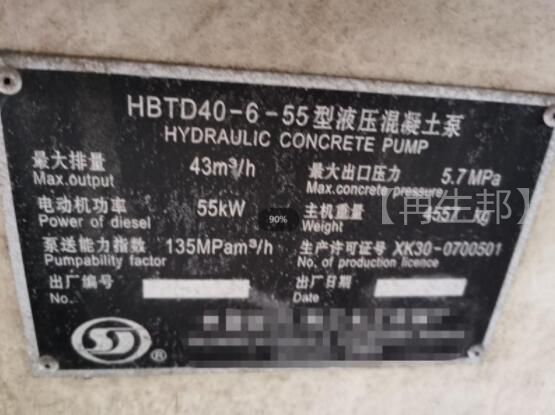 HBTD40-6-55型液压混凝土泵
HYDRAULIC CONCRETE PUMP
最大排量 43m³/h 最大出口压力 5.7MPa
Max.output Max.concrete pressure
电动机功率 55kW 主机重量 4557 kg
Power of diesel Weight
泵送能力指数 135MPam³/h 生产许可证号 XK30-0700501
Pumpability factor No. of production licence
出厂编号 出厂日期
No. Date
®
90%
【再生邦】